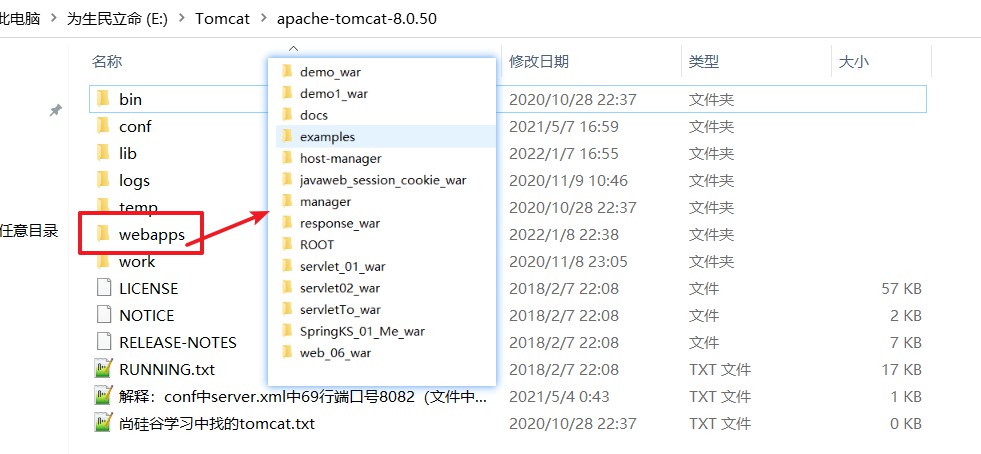 此电脑 > 为生民立命 (E:) > Tomcat > apache-tomcat-8.0.50
名称 修改日期 类型 大小
bin 2020/10/28 22:37 文件夹
conf 2021/5/7 16:59 文件夹
lib 2022/1/7 16:55 文件夹
logs 2020/11/9 10:46 文件夹
temp 2020/10/28 22:37 文件夹
任意目录
webapps 2022/1/8 22:38 文件夹
work 2020/11/8 23:05 文件夹
LICENSE 2018/2/7 22:08 文件 57 KB
NOTICE 2018/2/7 22:08 文件 2 KB
RELEASE-NOTES 2018/2/7 22:08 文件 7 KB
RUNNING.txt 2018/2/7 22:08 TXT 文件 17 KB
解释：conf中server.xml中69行端口号8082（文件中... 2021/5/4 0:43 TXT 文件 1 KB
尚硅谷学习中找的tomcat.txt 2020/10/28 22:37 TXT 文件 0 KB
demo_war
demo1_war
docs
examples
host-manager
javaweb_session_cookie_war
manager
response_war
ROOT
servlet_01_war
servlet02_war
servletTo_war
SpringKS_01_Me_war
web_06_war